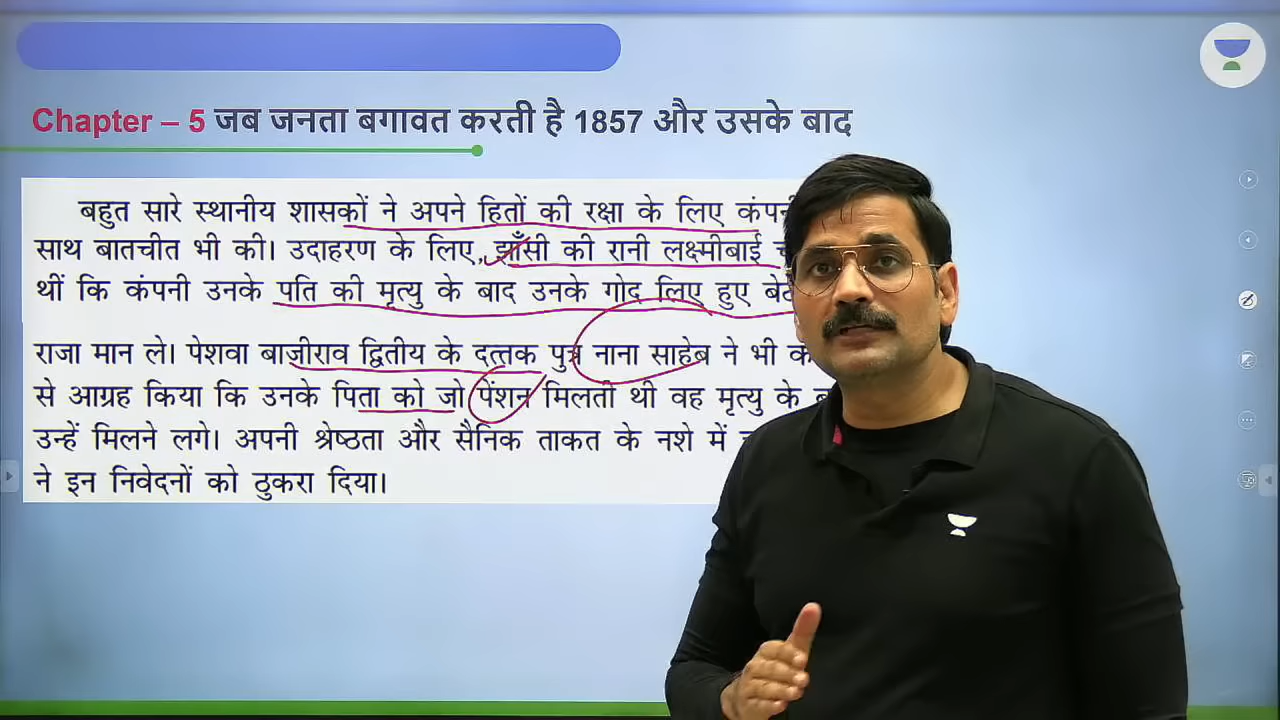 Chapter – 5 जब जनता बगावत करती है 1857 और उसके बाद
बहुत सारे स्थानीय शासकों ने अपने हितों की रक्षा के लिए कंपनी
साथ बातचीत भी की। उदाहरण के लिए, झाँसी की रानी लक्ष्मीबाई
थीं कि कंपनी उनके पति की मृत्यु के बाद उनके गोद लिए हुए
राजा मान ले। पेशवा बाजीराव द्वितीय के दत्तक पुत्र नाना साहेब ने भी
से आग्रह किया कि उनके पिता को जो पेंशन मिलती थी वह मृत्यु के
उन्हें मिलने लगे। अपनी श्रेष्ठता और सैनिक ताकत के नशे में
ने इन निवेदनों को ठुकरा दिया।